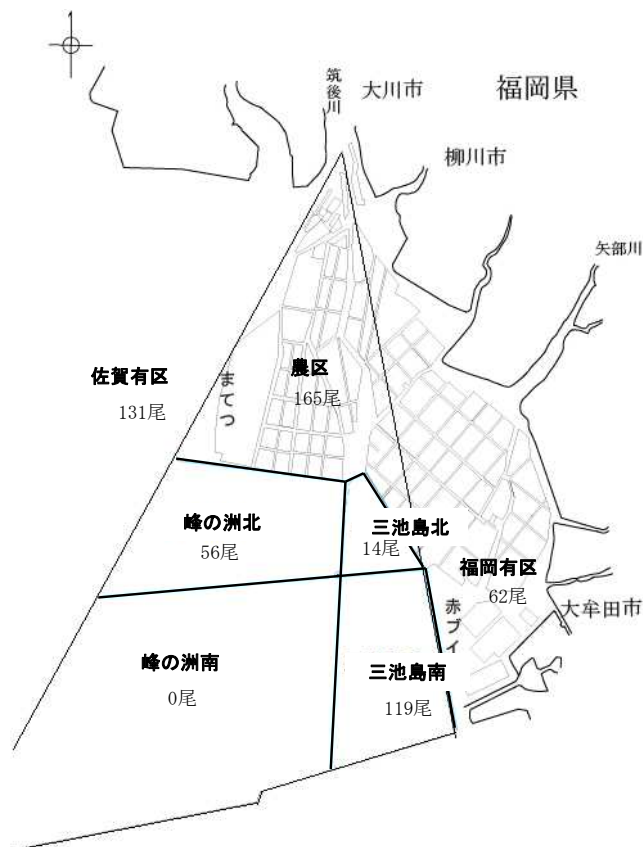 筑後川
大川市
福岡県
柳川市
矢部川
佐賀有区
131尾
まてつ
農区
165尾
峰の洲北
56尾
三池島北
14尾
福岡有区
62尾
大牟田市
赤ブイ
峰の洲南
0尾
三池島南
119尾